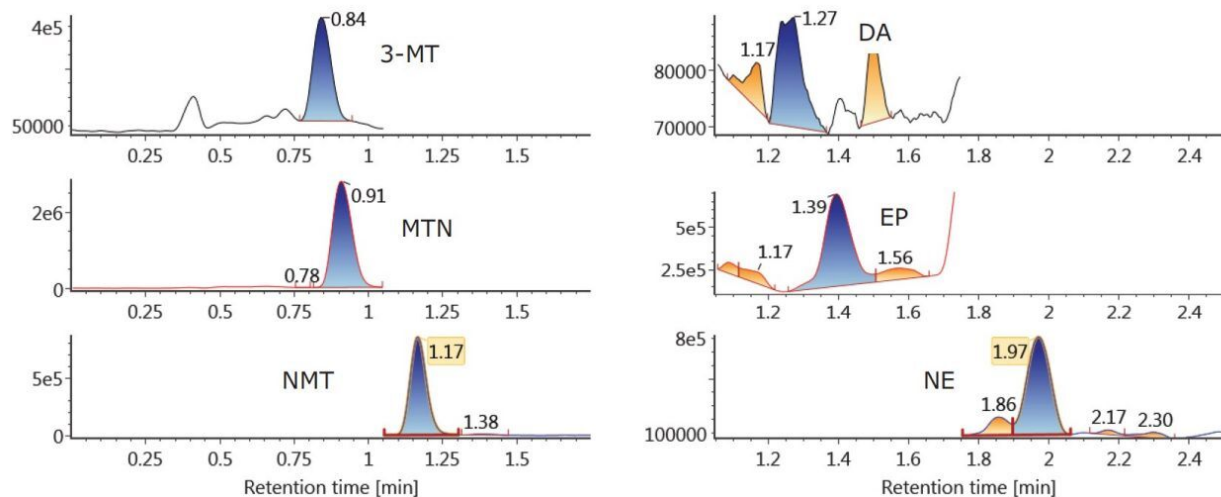 4e5
0.84
3-MT
50000
0.25 0.5 0.75 1 1.25 1.5
2e6
0.91
MTN
0.78
0
0.25 0.5 0.75 1 1.25 1.5
1.17
5e5
NMT
1.38
0
0.25 0.5 0.75 1 1.25 1.5
Retention time [min]
1.27
DA
1.17
80000
70000
1.2 1.4 1.6 1.8 2 2.2 2.4
5e5
1.39
EP
1.17
1.56
2.5e5
1.2 1.4 1.6 1.8 2 2.2 2.4
8e5
1.97
NE
1.86
2.17 2.30
100000
1.2 1.4 1.6 1.8 2 2.2 2.4
Retention time [min]